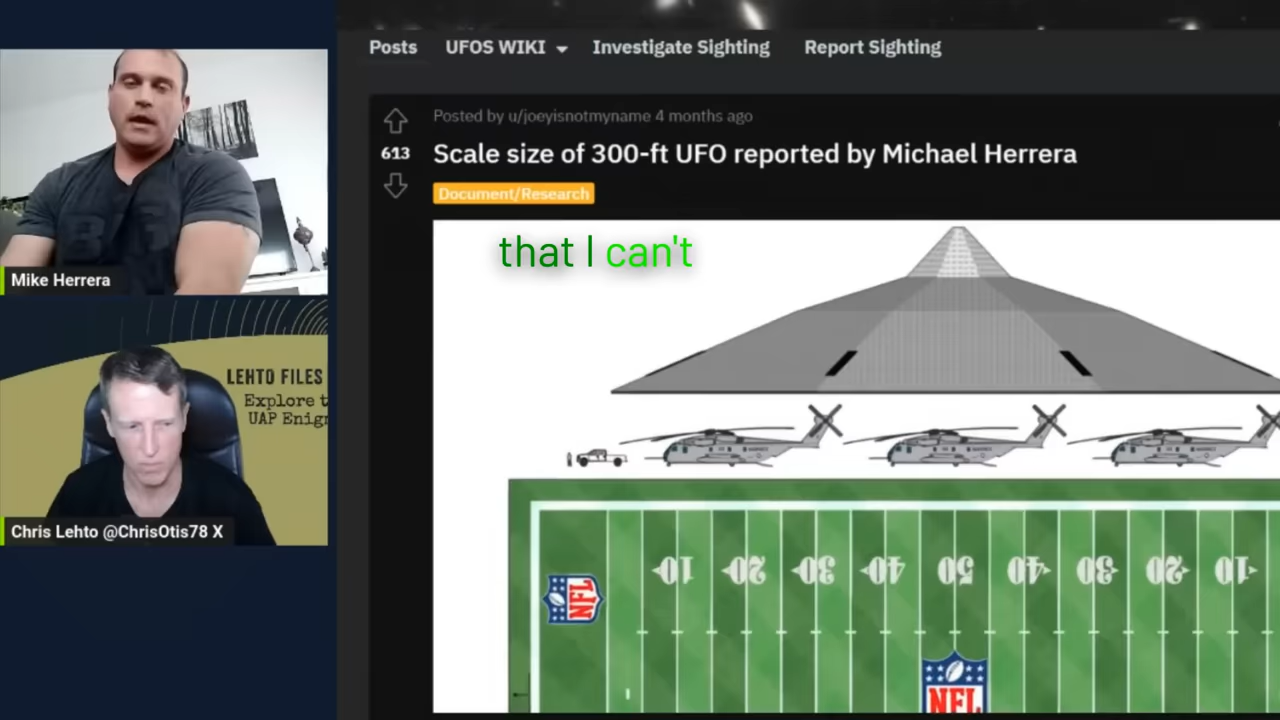 Posts UFOS WIKI Investigate Sighting Report Sighting
Posted by u/joeyisnotmyname 4 months ago
613
Scale size of 300-ft UFO reported by Michael Herrera
Document/Research
that I can't
Mike Herrera
LEHTO FILES
Explore t
UAP Enigm
Chris Lehto @ChrisOtis78 X
10 20 30 40 50 40 30 20 10
NFL
NFL